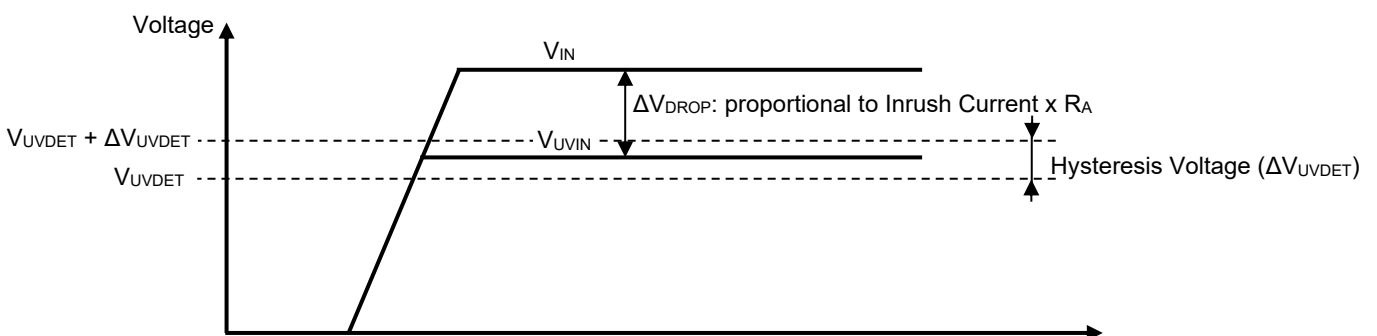 Voltage
VIN
ΔVDROP: proportional to Inrush Current x RA
VUVDET + ΔVUVDET
VUVIN
Hysteresis Voltage (ΔVUVDET)
VUVDET